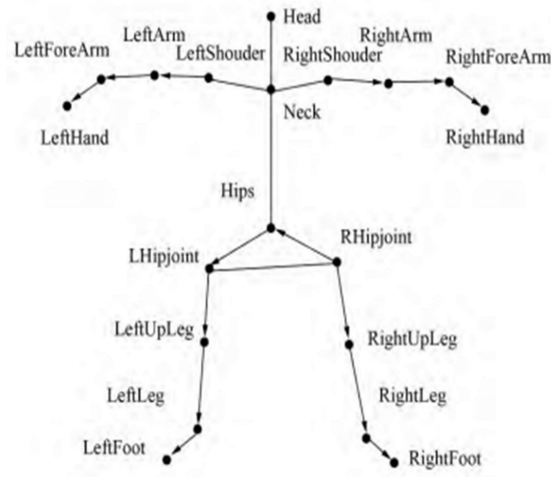 Head
LeftArm
RightArm
LeftForeArm
LeftShouder
RightShouder
RightForeArm
Neck
LeftHand
RightHand
Hips
RHipjoint
LHipjoint
LeftUpLeg
RightUpLeg
LeftLeg
RightLeg
LeftFoot
RightFoot